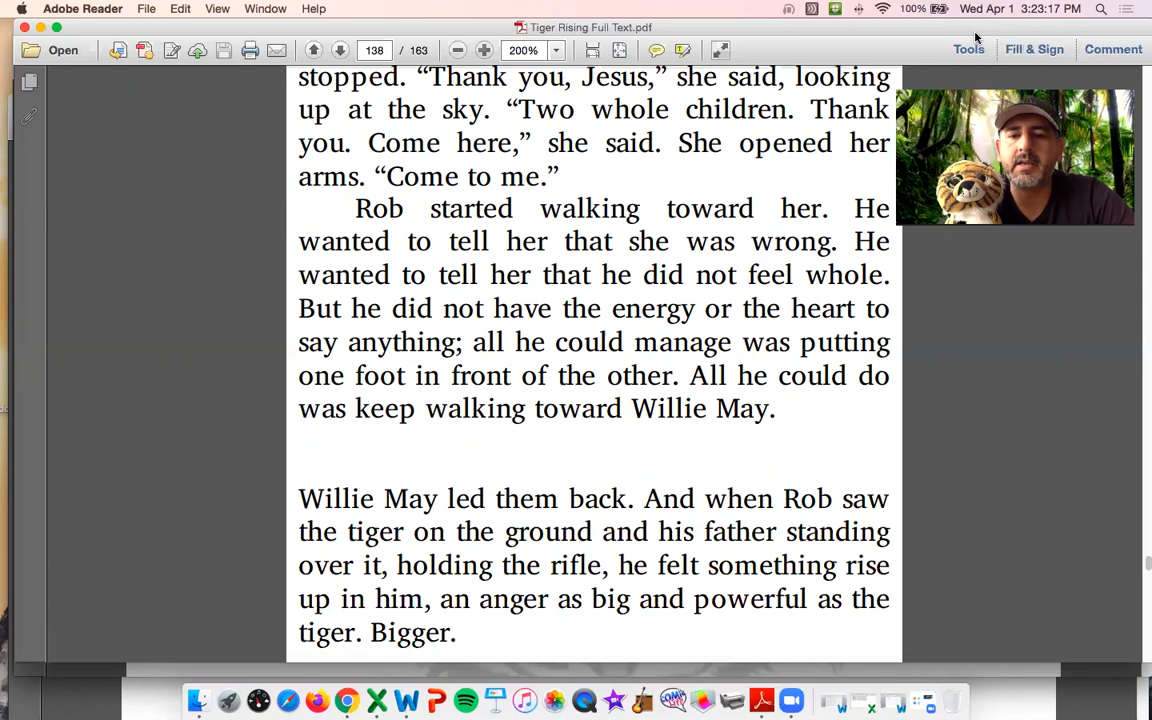 Adobe Reader File Edit View Window Help 100% Wed Apr 1 3:23:17 PM
Tiger Rising Full Text.pdf
Open 138 / 163 200% Tools Fill & Sign Comment
stopped. “Thank you, Jesus,” she said, looking
up at the sky. “Two whole children. Thank
you. Come here,” she said. She opened her
arms. “Come to me.”
Rob started walking toward her. He
wanted to tell her that she was wrong. He
wanted to tell her that he did not feel whole.
But he did not have the energy or the heart to
say anything; all he could manage was putting
one foot in front of the other. All he could do
was keep walking toward Willie May.
Willie May led them back. And when Rob saw
the tiger on the ground and his father standing
over it, holding the rifle, he felt something rise
up in him, an anger as big and powerful as the
tiger. Bigger.